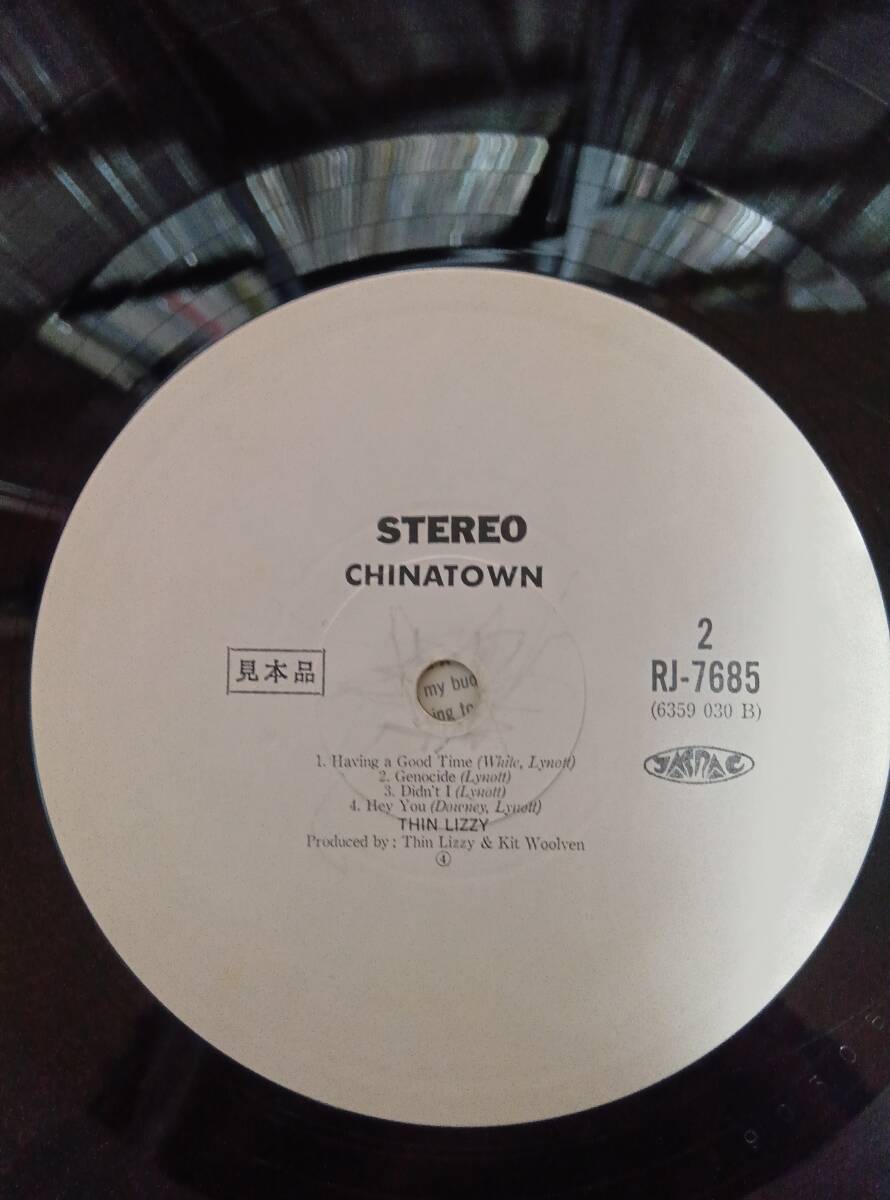 STEREO
CHINATOWN
見本品
2
RJ-7685
(6359 030 B)
my bud
ing to
1. Having a Good Time (White, Lynott)
2. Genocide (Lynott)
3. Didn't I (Lynott)
4. Hey You (Downey, Lynott)
THIN LIZZY
Produced by : Thin Lizzy & Kit Woolven
④